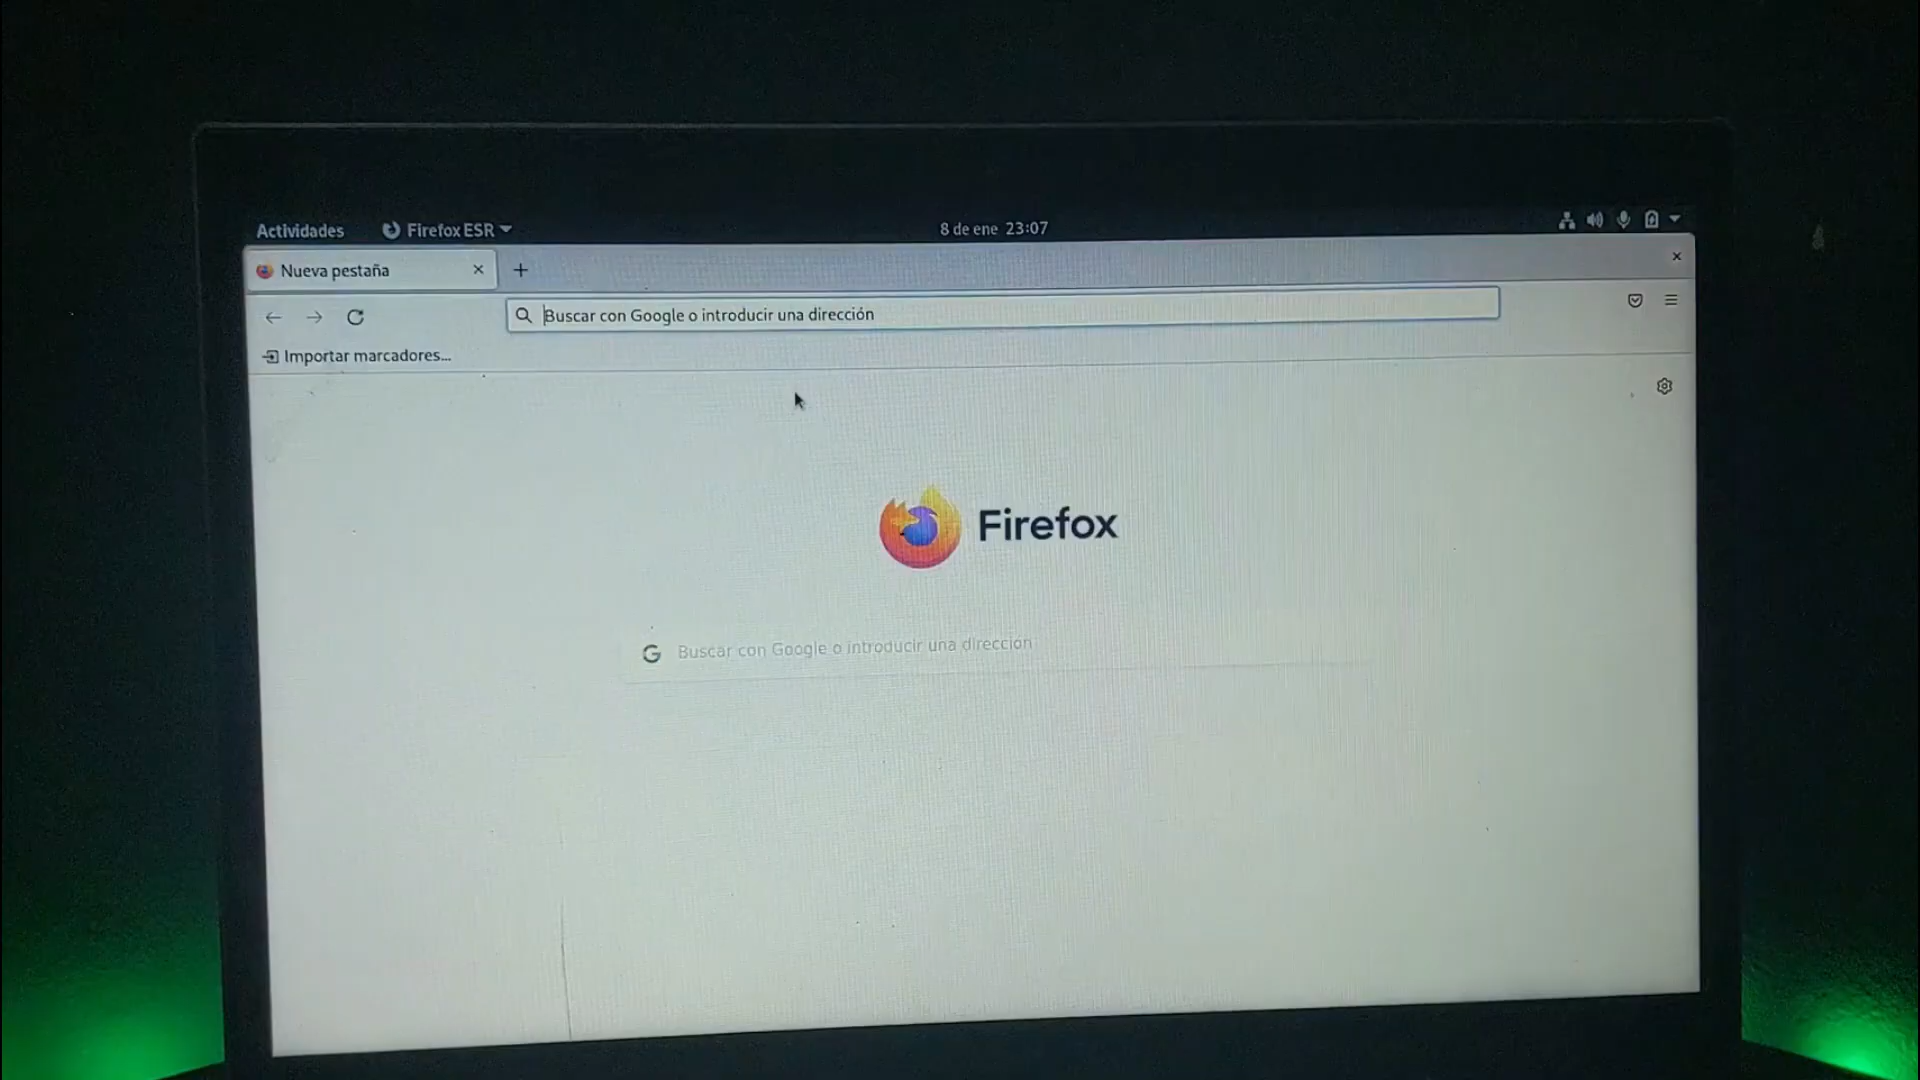 Actividades Firefox ESR 8 de ene 23:07
Nueva pestaña
Buscar con Google o introducir una dirección
Importar marcadores...
Firefox
Buscar con Google o introducir una dirección